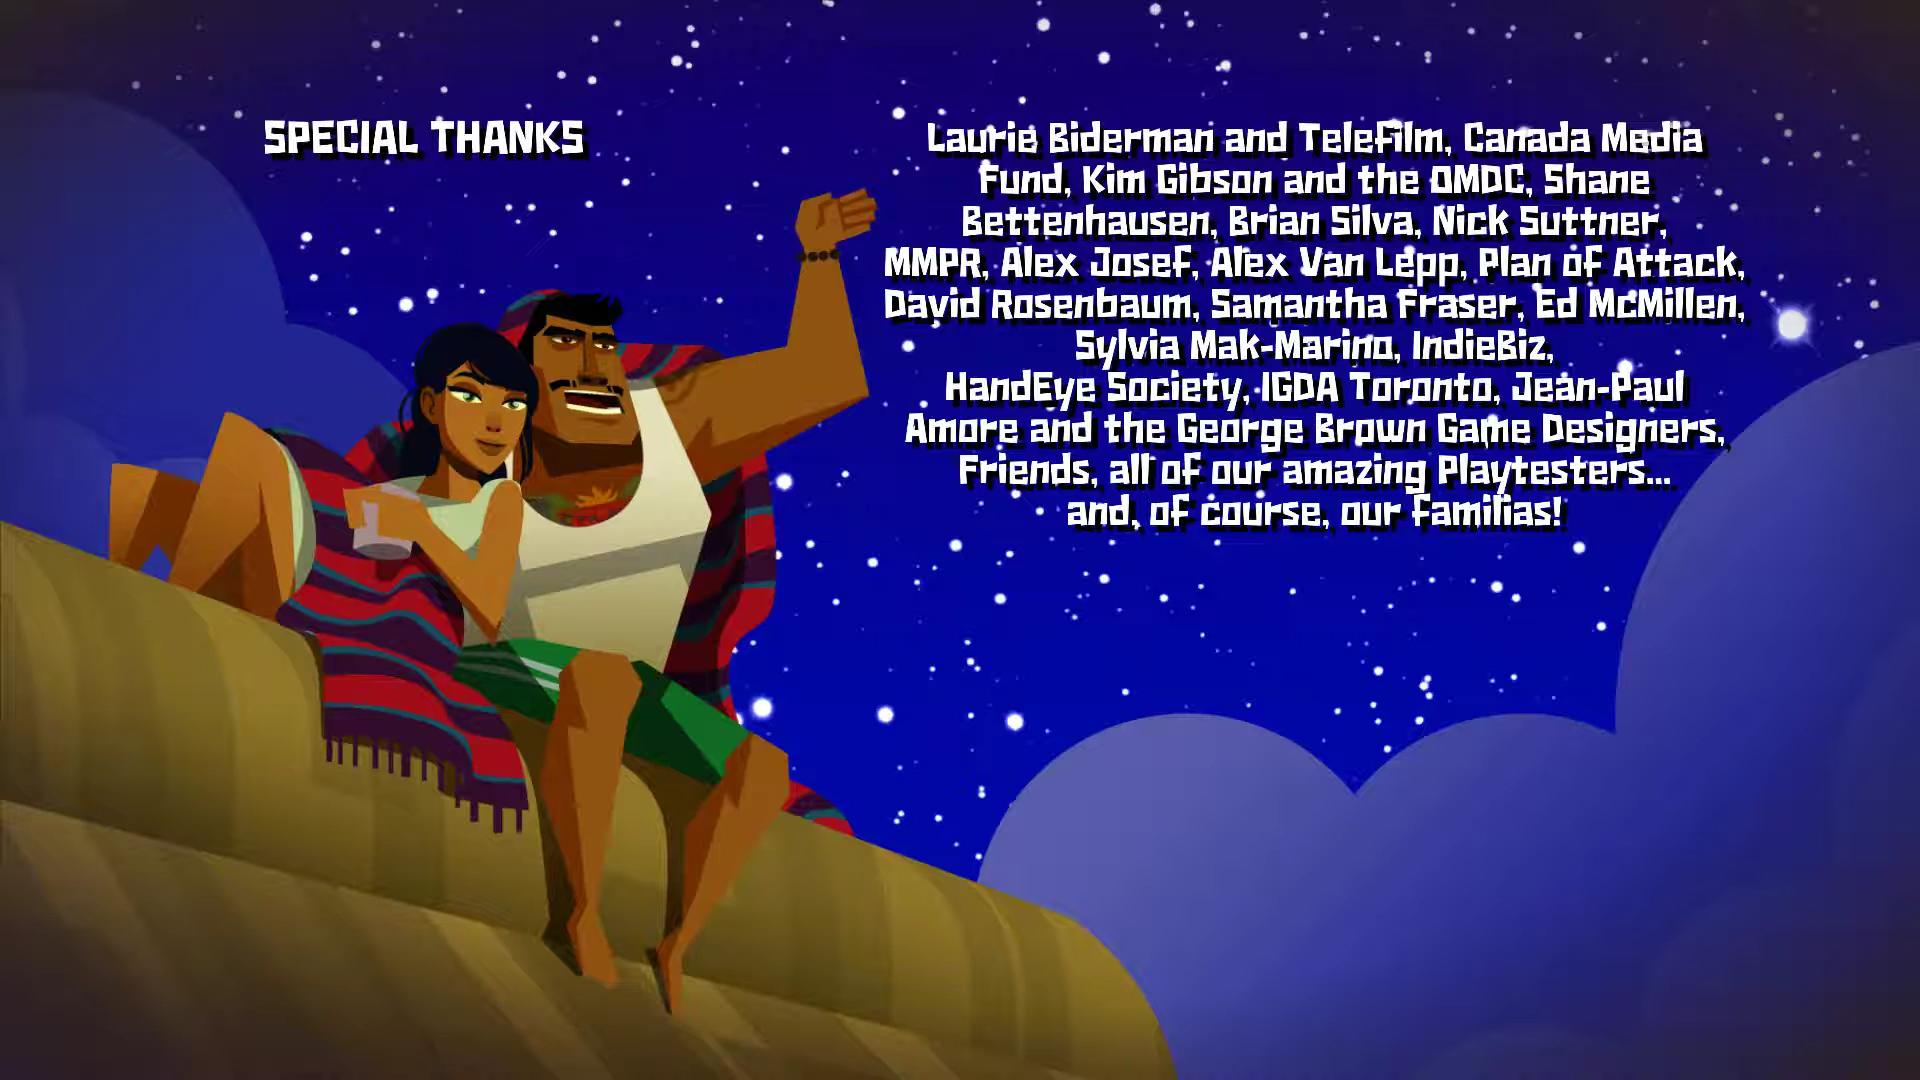 SPECIAL THANKS
Laurie Biderman and Telefilm, Canada Media
Fund, Kim Gibson and the OMDC, Shane
Bettenhausen, Brian Silva, Nick Suttner,
MMPR, Alex Josef, Alex Van Lepp, Plan of Attack,
David Rosenbaum, Samantha Fraser, Ed McMillen,
Sylvia Mak-Marino, IndieBiz,
HandEye Society, IGDA Toronto, Jean-Paul
Amore and the George Brown Game Designers,
Friends, all of our amazing Playtesters...
and, of course, our familias!